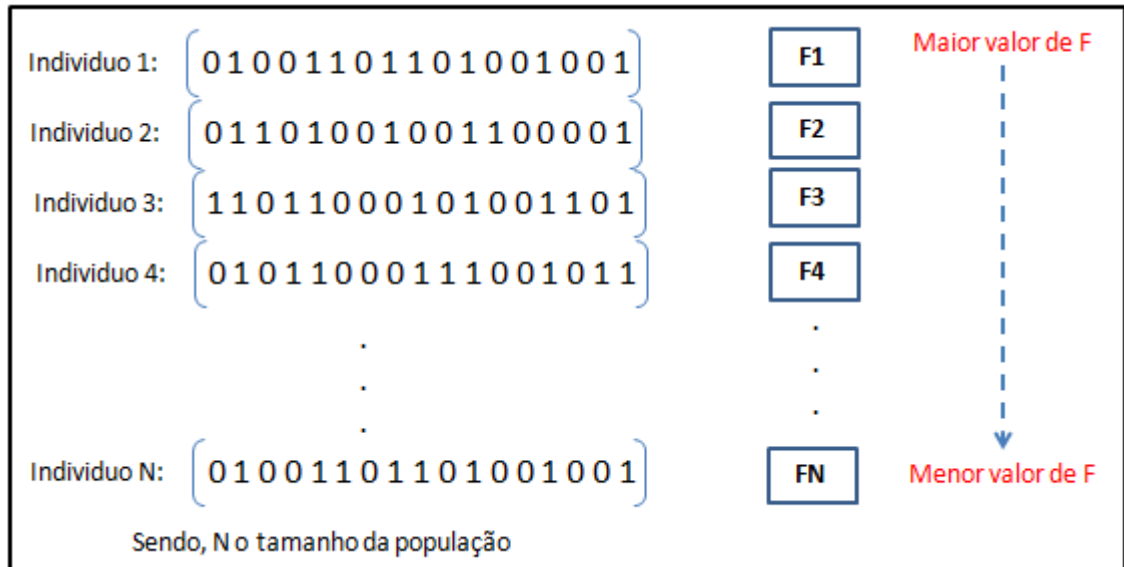 Individuo 1: 0 1 0 0 1 1 0 1 1 0 1 0 0 1 0 0 1 F1 Maior valor de F
Individuo 2: 0 1 1 0 1 0 0 1 0 0 1 1 0 0 0 0 1 F2
Individuo 3: 1 1 0 1 1 0 0 0 1 0 1 0 0 1 1 0 1 F3
Individuo 4: 0 1 0 1 1 0 0 0 1 1 1 0 0 1 0 1 1 F4
.
.
.
.
.
.
Individuo N: 0 1 0 0 1 1 0 1 1 0 1 0 0 1 0 0 1 FN Menor valor de F
Sendo, N o tamanho da população